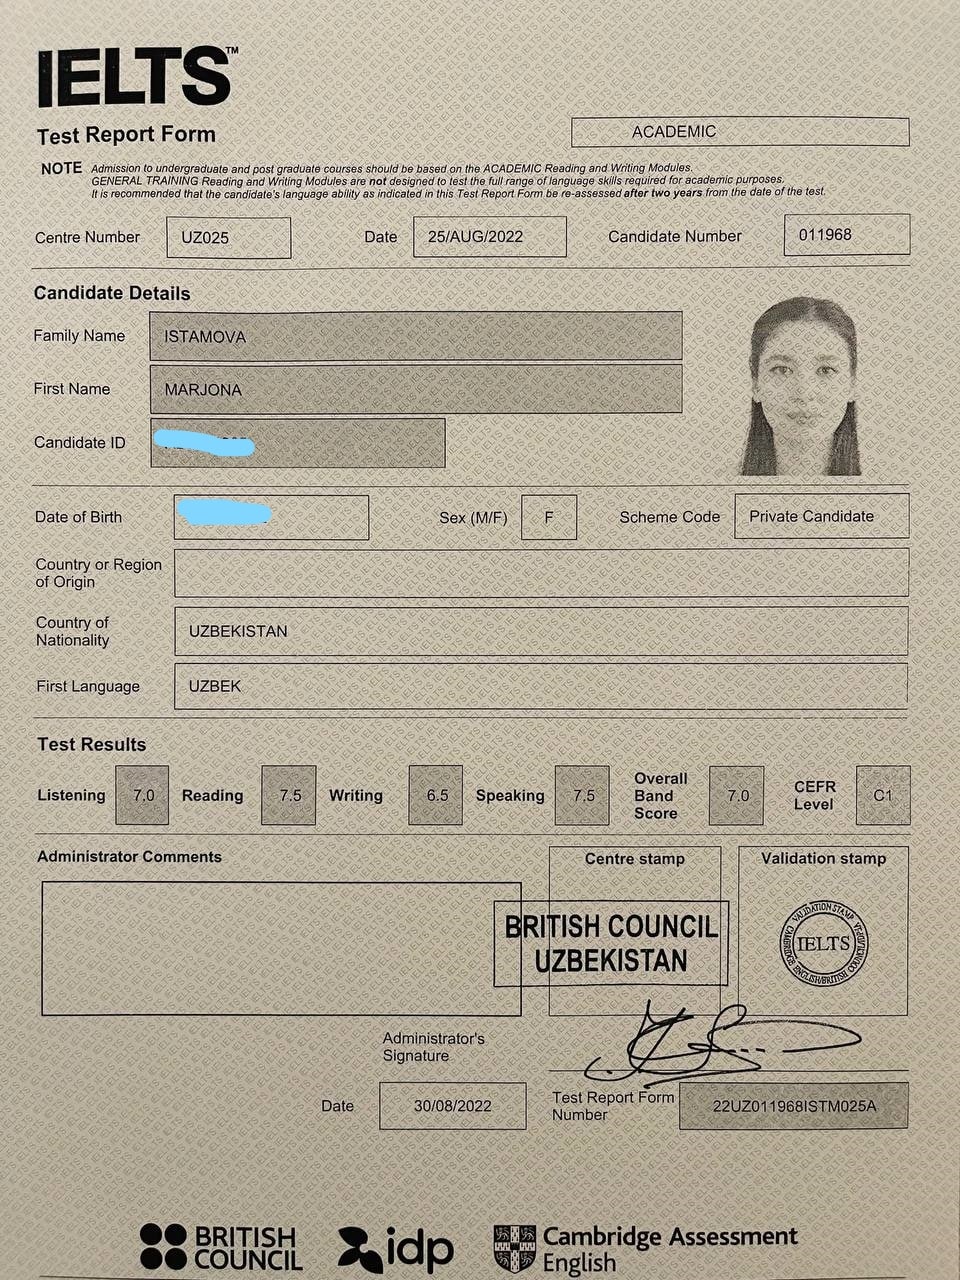 IELTS™
Test Report Form
ACADEMIC
NOTE Admission to undergraduate and post graduate courses should be based on the ACADEMIC Reading and Writing Modules.
GENERAL TRAINING Reading and Writing Modules are not designed to test the full range of language skills required for academic purposes.
It is recommended that the candidate's language ability as indicated in this Test Report Form be re-assessed after two years from the date of the test.
Centre Number UZ025 Date 25/AUG/2022 Candidate Number 011968
Candidate Details
Family Name ISTAMOVA
First Name MARJONA
Candidate ID
Date of Birth Sex (M/F) F Scheme Code Private Candidate
Country or Region
of Origin
Country of
Nationality UZBEKISTAN
First Language UZBEK
Test Results
Listening 7.0 Reading 7.5 Writing 6.5 Speaking 7.5 Overall Band Score 7.0 CEFR Level C1
Administrator Comments
Centre stamp
Validation stamp
BRITISH COUNCIL
UZBEKISTAN
VALIDATION STAMP
IELTS
Administrator's
Signature
Date 30/08/2022
Test Report Form
Number 22UZ011968ISTM025A
BRITISH
COUNCIL
idp
Cambridge Assessment
English